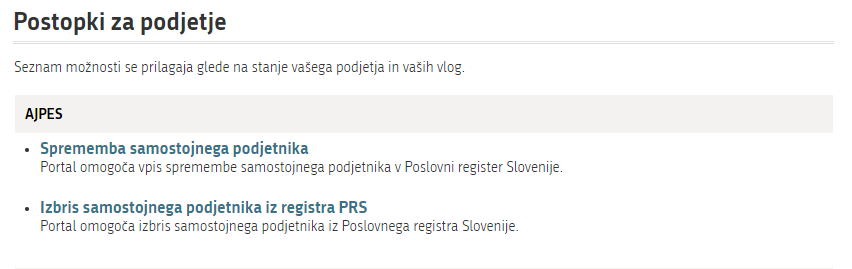 Postopki za podjetje
Seznam možnosti se prilagaja glede na stanje vašega podjetja in vaših vlog.
AJPES
Sprememba samostojnega podjetnika
Portal omogoča vpis spremembe samostojnega podjetnika v Poslovni register Slovenije.
Izbris samostojnega podjetnika iz registra PRS
Portal omogoča izbris samostojnega podjetnika iz Poslovnega registra Slovenije.